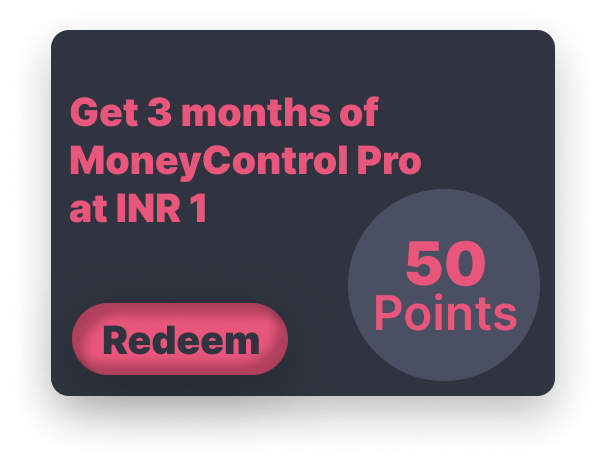 Get 3 months of
MoneyControl Pro
at INR 1
50
Points
Redeem